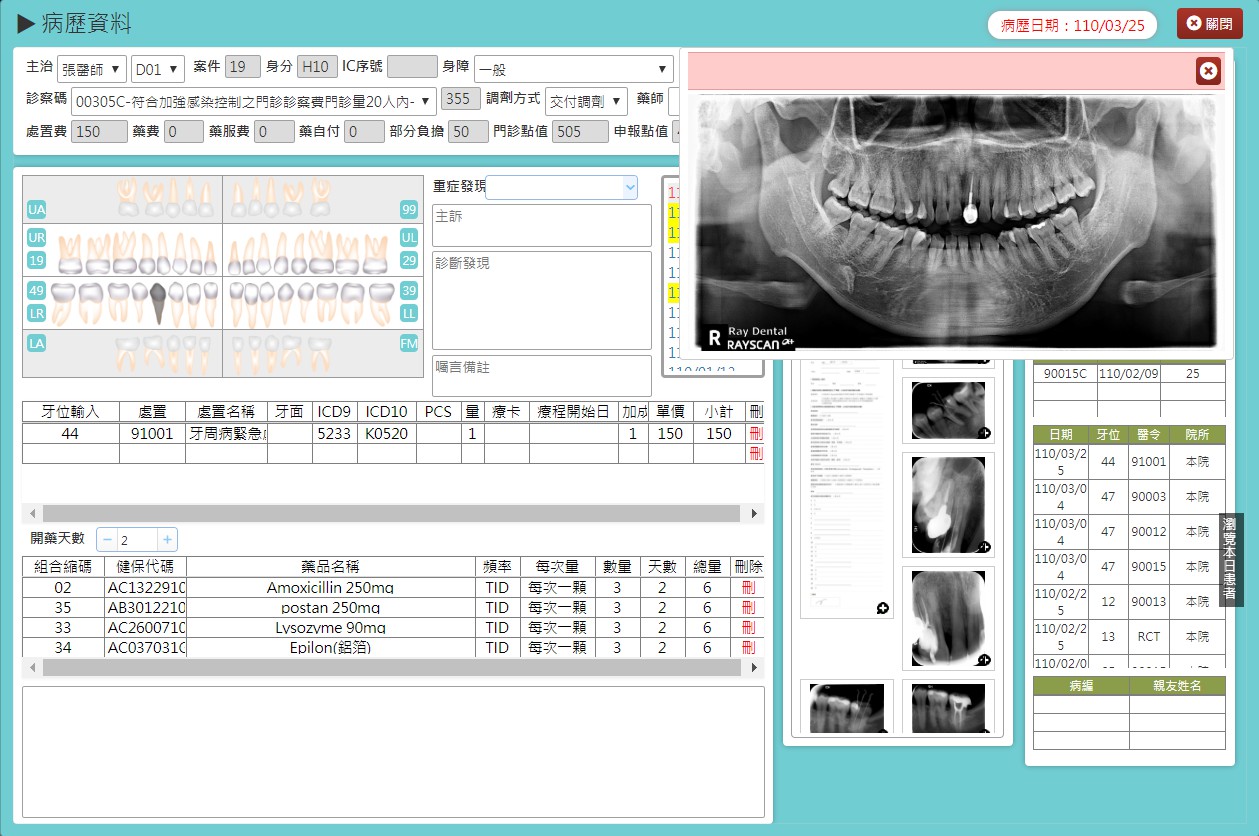 ▶ 病歷資料
病歷日期：110/03/25
關閉
主治 張醫師 D01 案件 19 身分 H10 IC序號 身障 一般
診察碼 00305C-符合加強感染控制之門診診察費門診量20人內- 355 調劑方式 交付調劑 藥師
處置費 150 藥費 0 藥服費 0 藥自付 0 部分負擔 50 門診點值 505 申報點值
UA 99
UR UL
19 29
49 39
LR LL
LA FM
重症發現
主訴
診斷發現
囑言備註
R Ray Dental
RAYSCAN α+
牙位輸入 處置 處置名稱 牙面 ICD9 ICD10 PCS 量 療卡 療程開始日 加成 單價 小計 刪
44 91001 牙周病緊急 5233 K0520 1 1 150 150 刪
刪
開藥天數 − 2 +
組合縮碼 健保代碼 藥品名稱 頻率 每次量 數量 天數 總量 刪除
02 AC1322910 Amoxicillin 250mg TID 每次一顆 3 2 6 刪
35 AB3012210 postan 250mg TID 每次一顆 3 2 6 刪
33 AC2600710 Lysozyme 90mg TID 每次一顆 3 2 6 刪
34 AC037031G Epilon(鋁箔) TID 每次一顆 3 2 6 刪
90015C 110/02/09 25
日期 牙位 醫令 院所
110/03/25 44 91001 本院
110/03/04 47 90003 本院
110/03/04 47 90012 本院
110/03/04 47 90015 本院
110/02/25 12 90013 本院
110/02/25 13 RCT 本院
病編 親友姓名
瀏覽本日患者